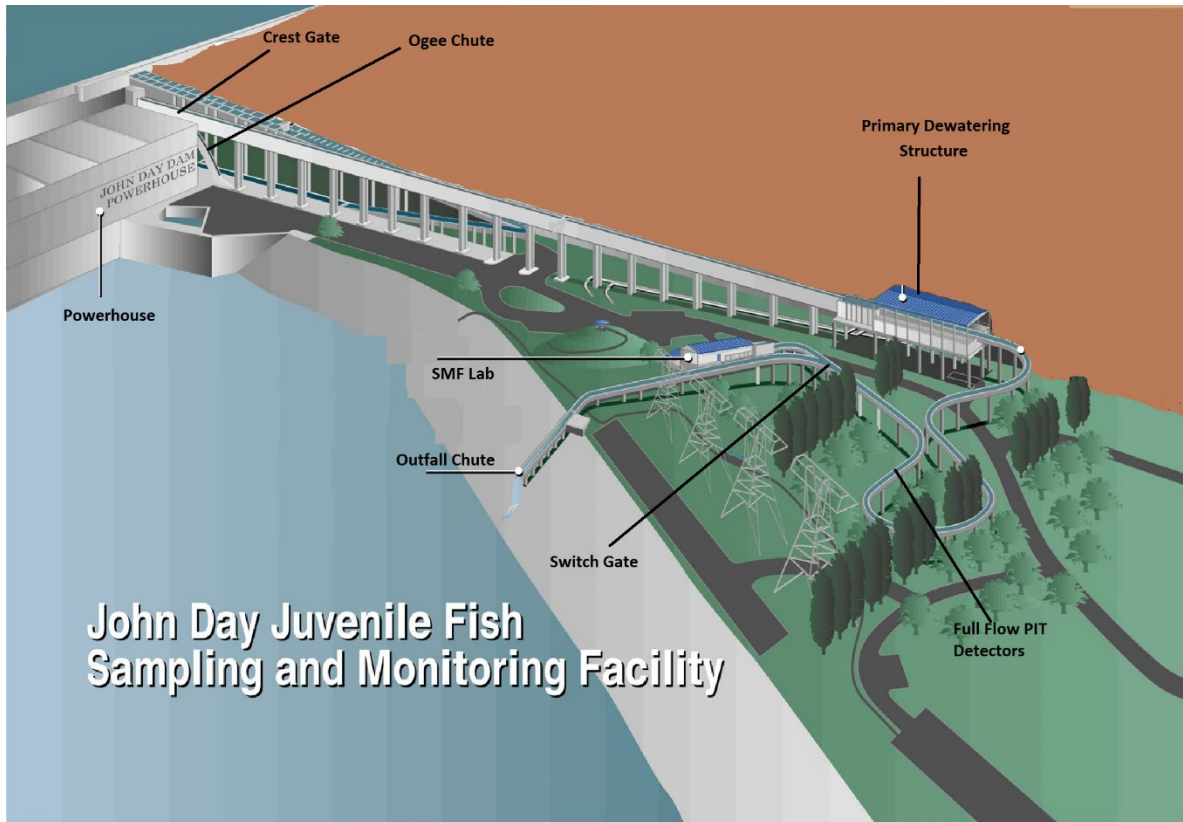 Crest Gate
Ogee Chute
Primary Dewatering
Structure
JOHN DAY DAM
POWERHOUSE
Powerhouse
SMF Lab
Outfall Chute
Switch Gate
Full Flow PIT
Detectors
John Day Juvenile Fish
Sampling and Monitoring Facility